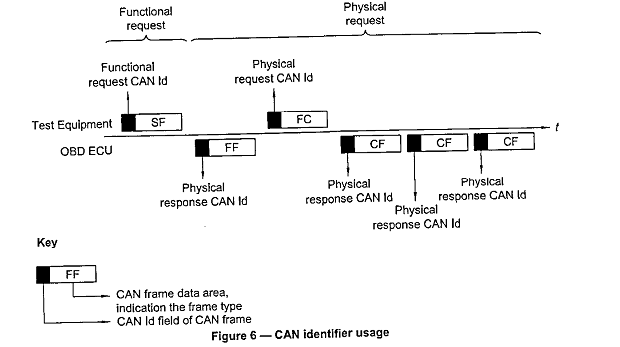 Functional
request
Physical
request
Functional
request CAN Id
Physical
request CAN Id
Test Equipment
SF
FC
t
OBD ECU
FF
CF
CF
CF
Physical
response CAN Id
Physical
response CAN Id
Physical
response CAN Id
Physical
response CAN Id
Key
FF
CAN frame data area,
indication the frame type
CAN Id field of CAN frame
Figure 6 — CAN identifier usage